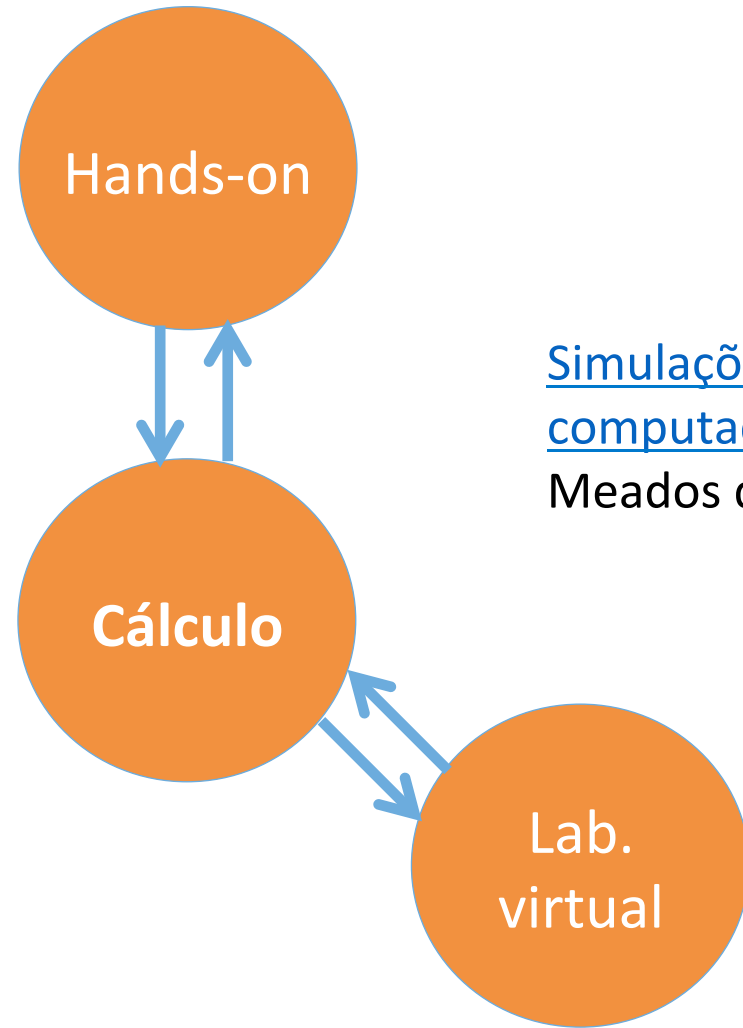 Hands-on
Simulaçõ
computa
Meados
Cálculo
Lab.
virtual